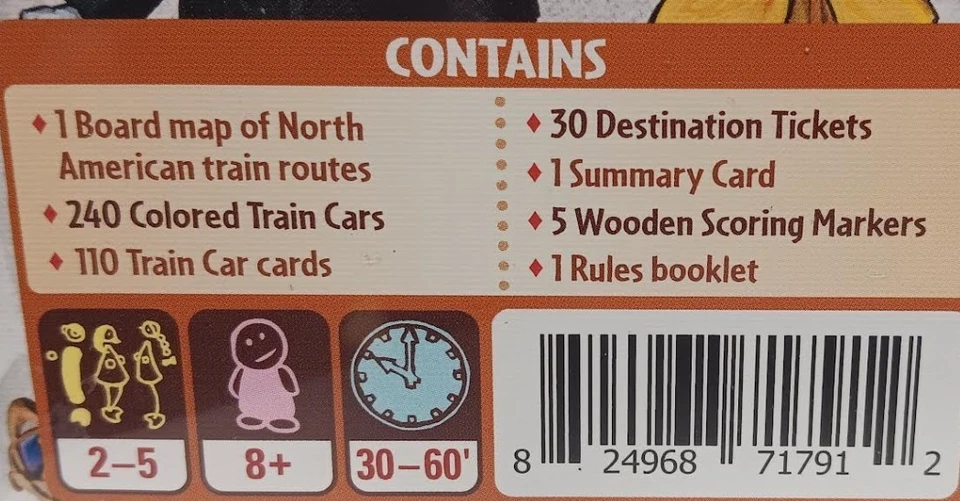 CONTAINS
♦ 1 Board map of North
American train routes
♦ 240 Colored Train Cars
♦ 110 Train Car cards
♦ 30 Destination Tickets
♦ 1 Summary Card
♦ 5 Wooden Scoring Markers
♦ 1 Rules booklet
2–5
8+
30–60'
8 24968 71791 2